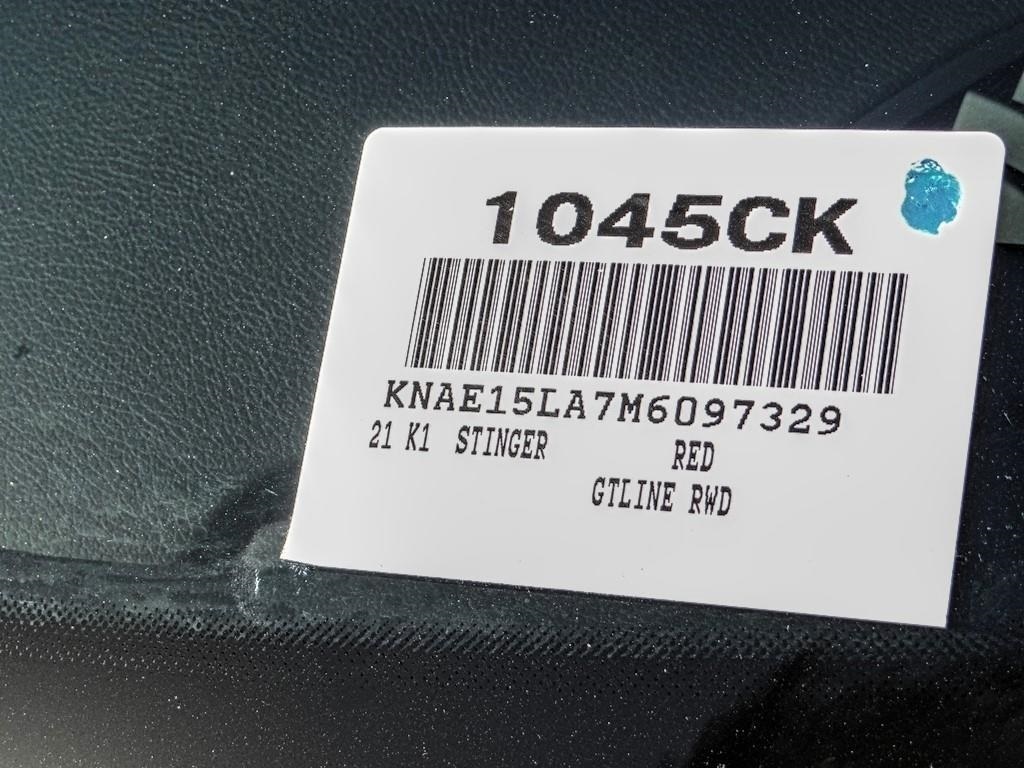 1045CK
KNAE15LA7M6097329
21 K1 STINGER RED
GTLINE RWD